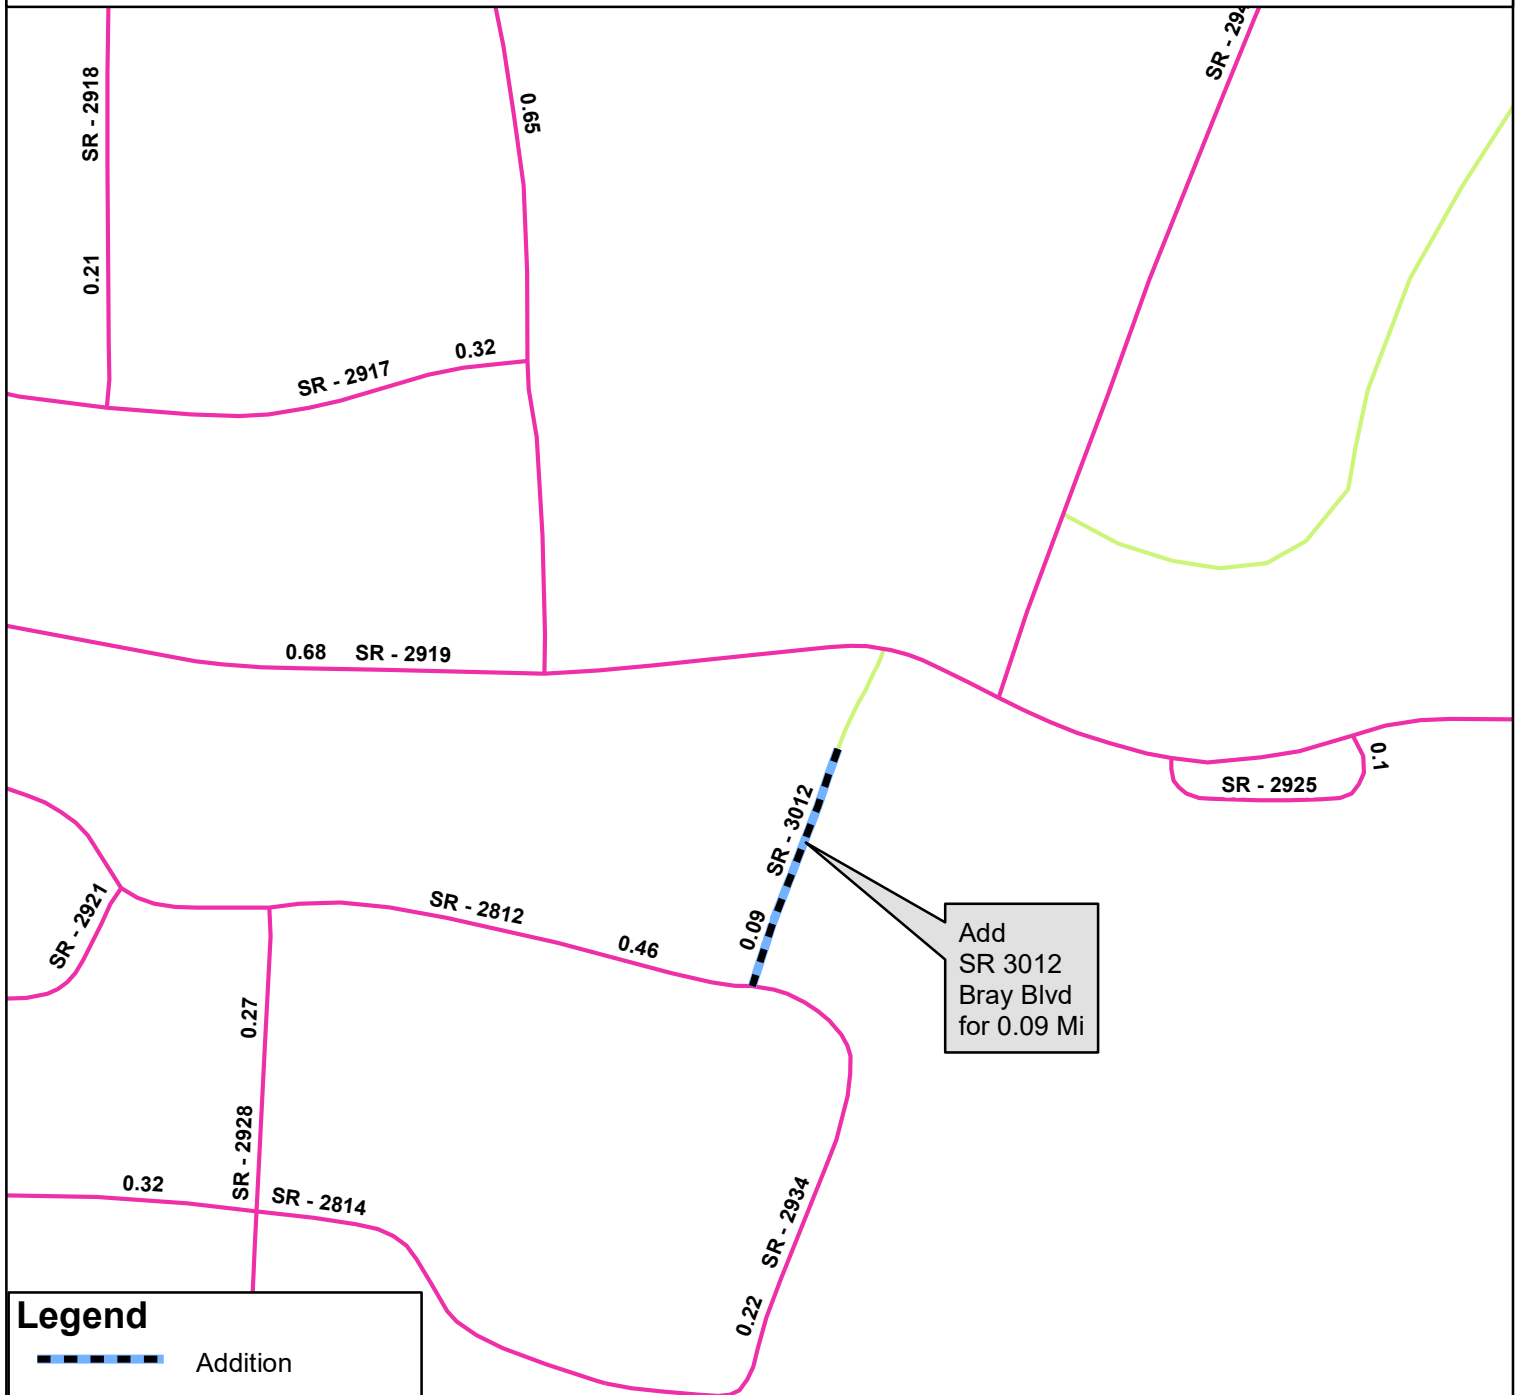 SR - 2918
0.65
0.21
SR - 2917
0.32
0.68
SR - 2919
SR - 3012
0.09
SR - 2925
0.1
Add
SR 3012
Bray Blvd
for 0.09 Mi
SR - 2921
SR - 2812
0.46
0.27
SR - 2928
0.32
SR - 2814
SR - 2934
0.22
Legend
Addition